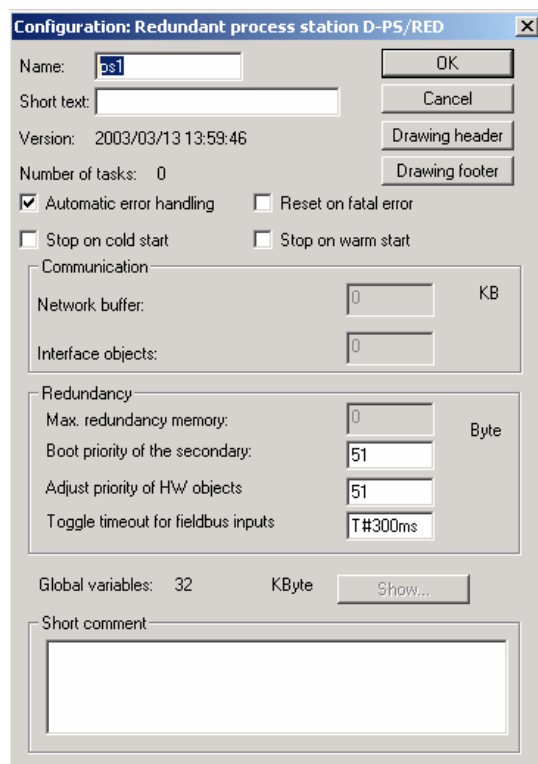 Configuration: Redundant process station D-PS/RED
Name: ps1
OK
Short text:
Cancel
Version: 2003/03/13 13:59:46
Drawing header
Number of tasks: 0
Drawing footer
Automatic error handling
Reset on fatal error
Stop on cold start
Stop on warm start
Communication
Network buffer: 0 KB
Interface objects: 0
Redundancy
Max. redundancy memory: 0 Byte
Boot priority of the secondary: 51
Adjust priority of HW objects 51
Toggle timeout for fieldbus inputs T#300ms
Global variables: 32 KByte Show...
Short comment